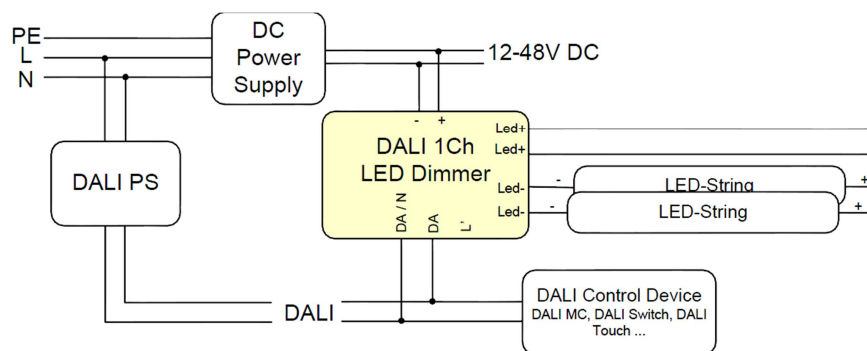 PE
L
N
DC
Power
Supply
12-48V DC
- +
DALI 1Ch
LED Dimmer
Led+
Led+
Led-
Led-
DA / N
DA
L'
- LED-String +
- LED-String +
DALI PS
DALI
DALI Control Device
DALI MC, DALI Switch, DALI
Touch ...